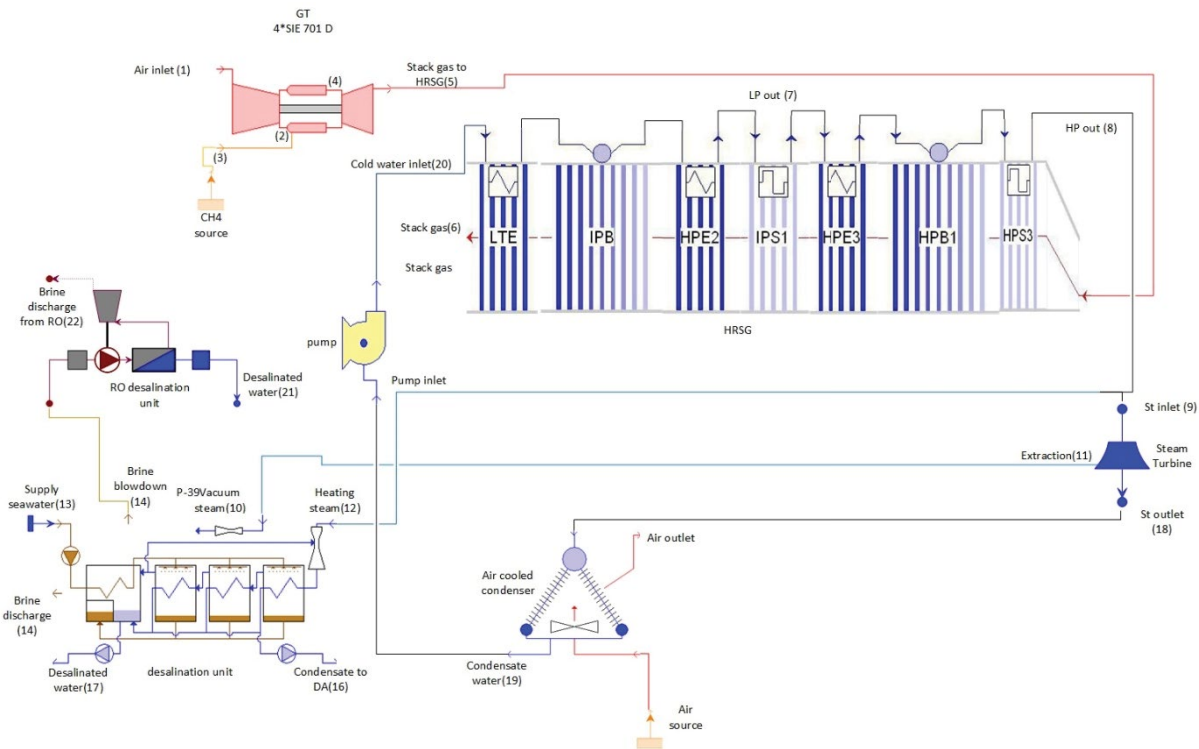 GT
4*SIE 701 D
Air inlet (1)
(4)
Stack gas to
HRSG(5)
(2)
(3)
CH4
source
LP out (7)
HP out (8)
Cold water inlet(20)
Stack gas(6)
Stack gas
LTE
IPB
HPE2
IPS1
HPE3
HPB1
HPS3
HRSG
Brine
discharge
from RO(22)
RO desalination
unit
Desalinated
water(21)
pump
Pump inlet
St inlet (9)
Extraction(11)
Steam
Turbine
St outlet
(18)
Supply
seawater(13)
Brine
blowdown
(14)
P-39Vacuum
steam(10)
Heating
steam(12)
Air outlet
Air cooled
condenser
Brine
discharge
(14)
Desalinated
water(17)
desalination unit
Condensate to
DA(16)
Condensate
water(19)
Air
source